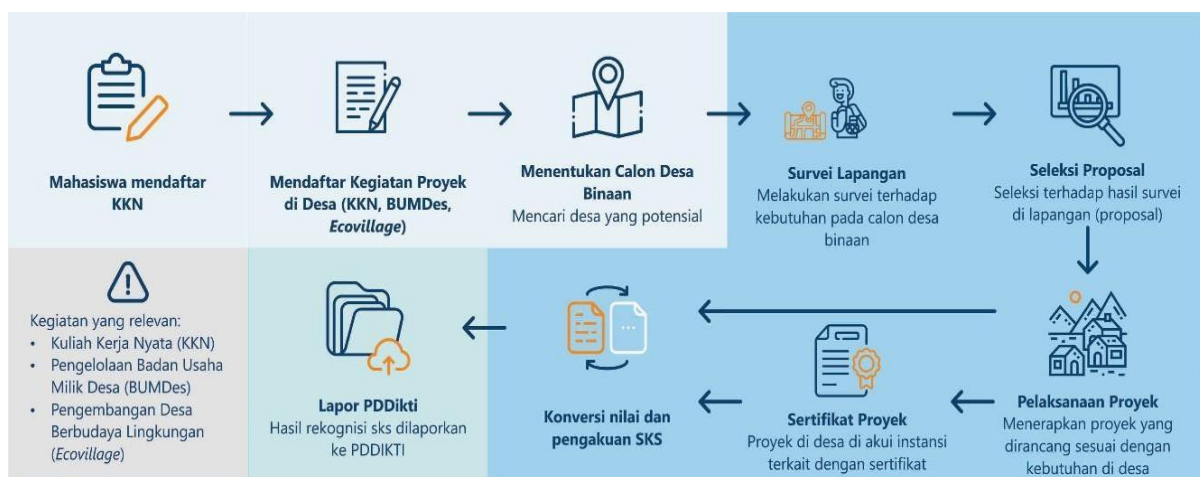 Mahasiswa mendaftar
KKN
Mendaftar Kegiatan Proyek
di Desa (KKN, BUMDes,
Ecovillage)
Menentukan Calon Desa
Binaan
Mencari desa yang potensial
Survei Lapangan
Melakukan survei terhadap
kebutuhan pada calon desa
binaan
Seleksi Proposal
Seleksi terhadap hasil survei
di lapangan (proposal)
Kegiatan yang relevan:
• Kuliah Kerja Nyata (KKN)
• Pengelolaan Badan Usaha
Milik Desa (BUMDes)
• Pengembangan Desa
Berbudaya Lingkungan
(Ecovillage)
Lapor PDDikti
Hasil rekognisi sks dilaporkan
ke PDDIKTI
Konversi nilai dan
pengakuan SKS
Sertifikat Proyek
Proyek di desa di akui instansi
terkait dengan sertifikat
Pelaksanaan Proyek
Menerapkan proyek yang
dirancang sesuai dengan
kebutuhan di desa